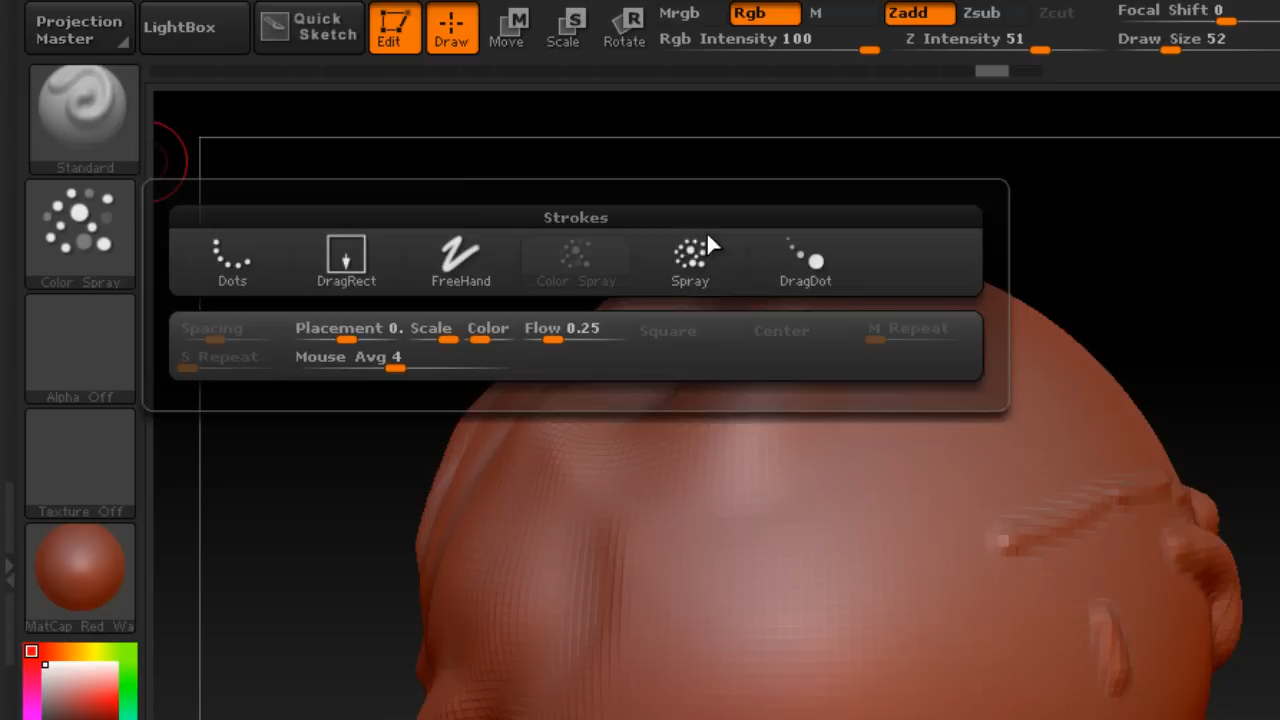 Projection
Master
LightBox
Quick
Sketch
Edit
Draw
Move
Scale
Rotate
Mrgb
Rgb
M
Zadd
Zsub
Zcut
Focal Shift 0
Rgb Intensity 100
Z Intensity 51
Draw Size 52
M
S
R
Standard
Color Spray
Alpha Off
Texture Off
MatCap Red Wa
Strokes
Dots
DragRect
FreeHand
Color Spray
Spray
DragDot
Spacing
Placement 0.
Scale
Color
Flow 0.25
Square
Center
M Repeat
S Repeat
Mouse Avg 4